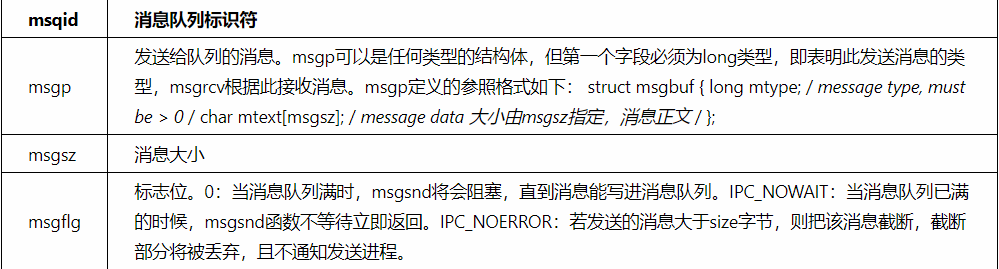 msqid 消息队列标识符
发送给队列的消息。msgp可以是任何类型的结构体，但第一个字段必须为long类型，即表明此发送消息的类
msgp 型，msgrcv根据此接收消息。msgp定义的参照格式如下： struct msgbuf { long mtype; / message type, must
be > 0 / char mtext[msgsz]; / message data 大小由msgsz指定，消息正文 / };
msgsz 消息大小
标志位。0：当消息队列满时，msgsnd将会阻塞，直到消息能写进消息队列。IPC_NOWAIT：当消息队列已满
msgflg 的时候，msgsnd函数不等待立即返回。IPC_NOERROR：若发送的消息大于size字节，则把该消息截断，截断
部分将被丢弃，且不通知发送进程。